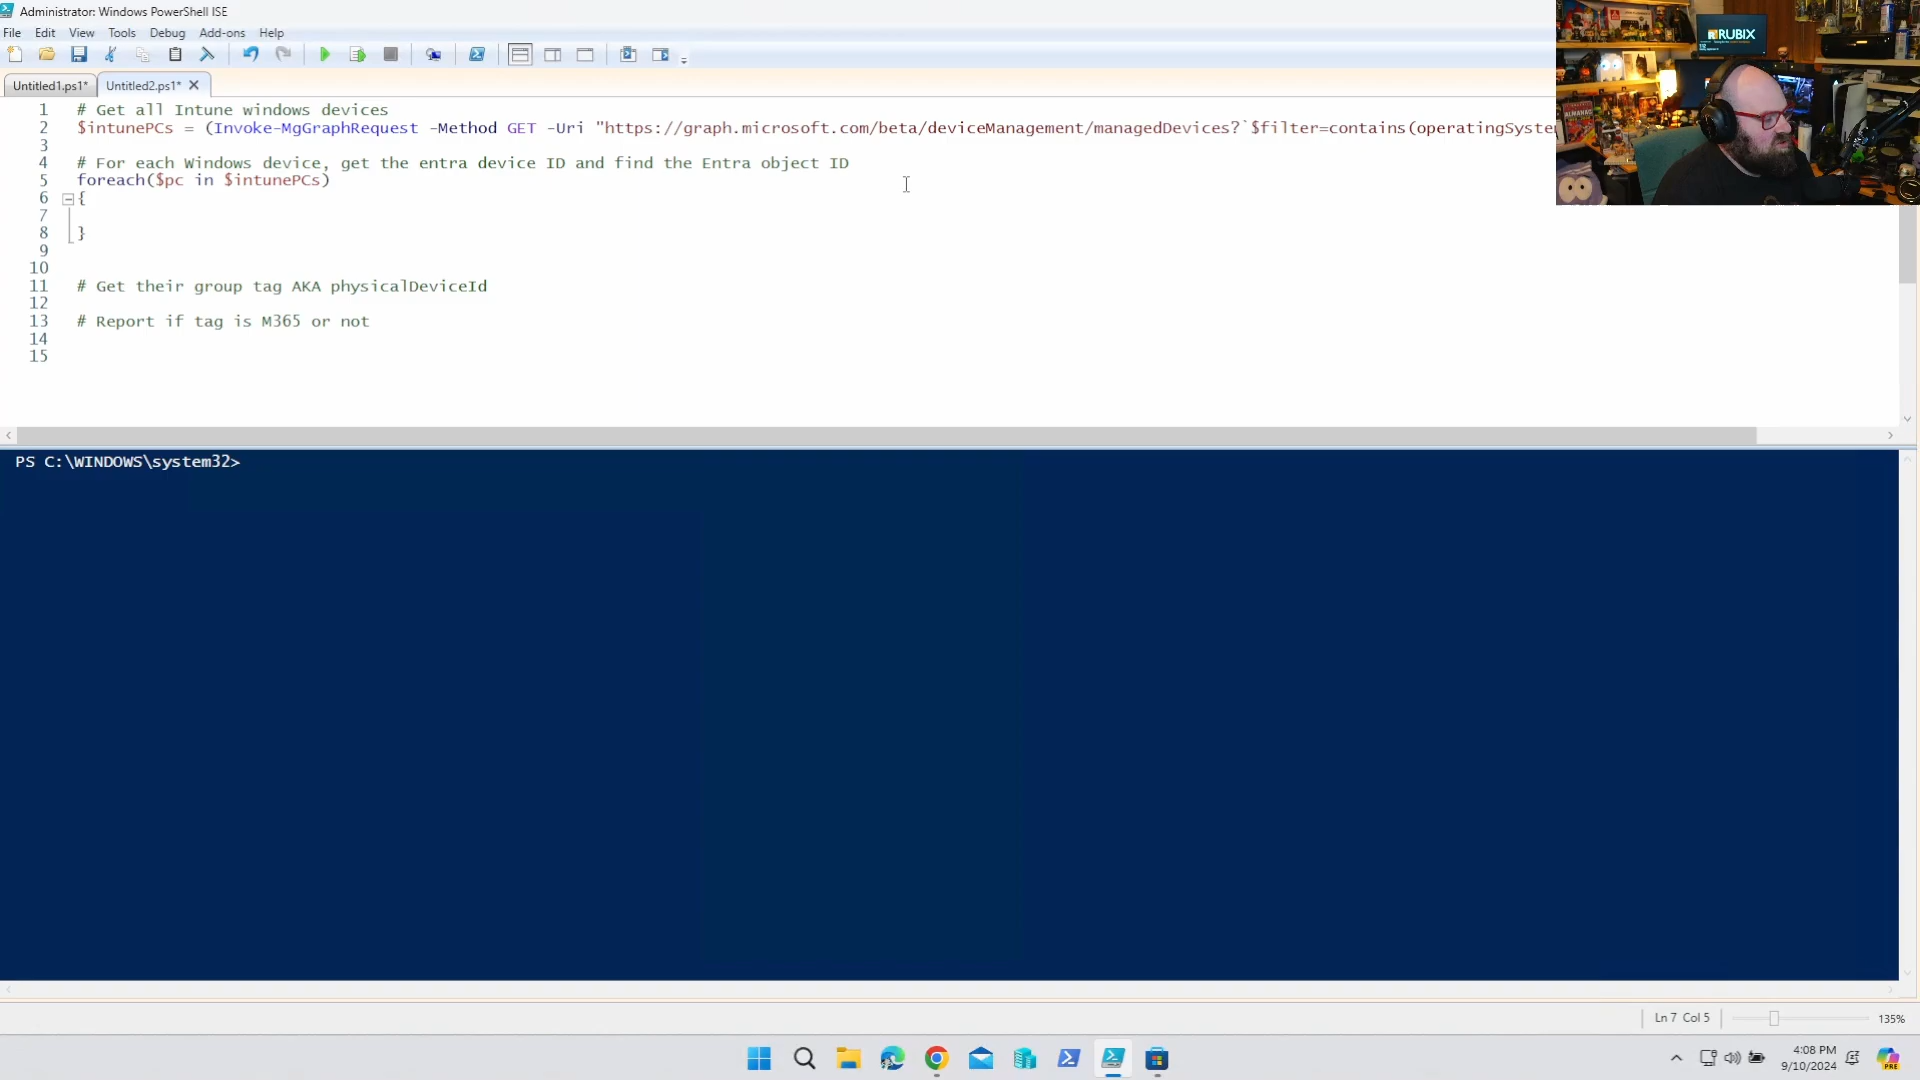 Administrator: Windows PowerShell ISE
File Edit View Tools Debug Add-ons Help
Untitled1.ps1* Untitled2.ps1*
1 # Get all Intune windows devices
2 $intunePCs = (Invoke-MgGraphRequest -Method GET -Uri "https://graph.microsoft.com/beta/deviceManagement/managedDevices?`$filter=contains(operatingSystem
3
4 # For each Windows device, get the entra device ID and find the Entra object ID
5 foreach($pc in $intunePCs)
6 {
7
8 }
9
10
11 # Get their group tag AKA physicalDeviceId
12
13 # Report if tag is M365 or not
14
15
PS C:\WINDOWS\system32>
RUBIX
ALMANAC
Ln 7 Col 5
135%
4:08 PM
9/10/2024
PRE